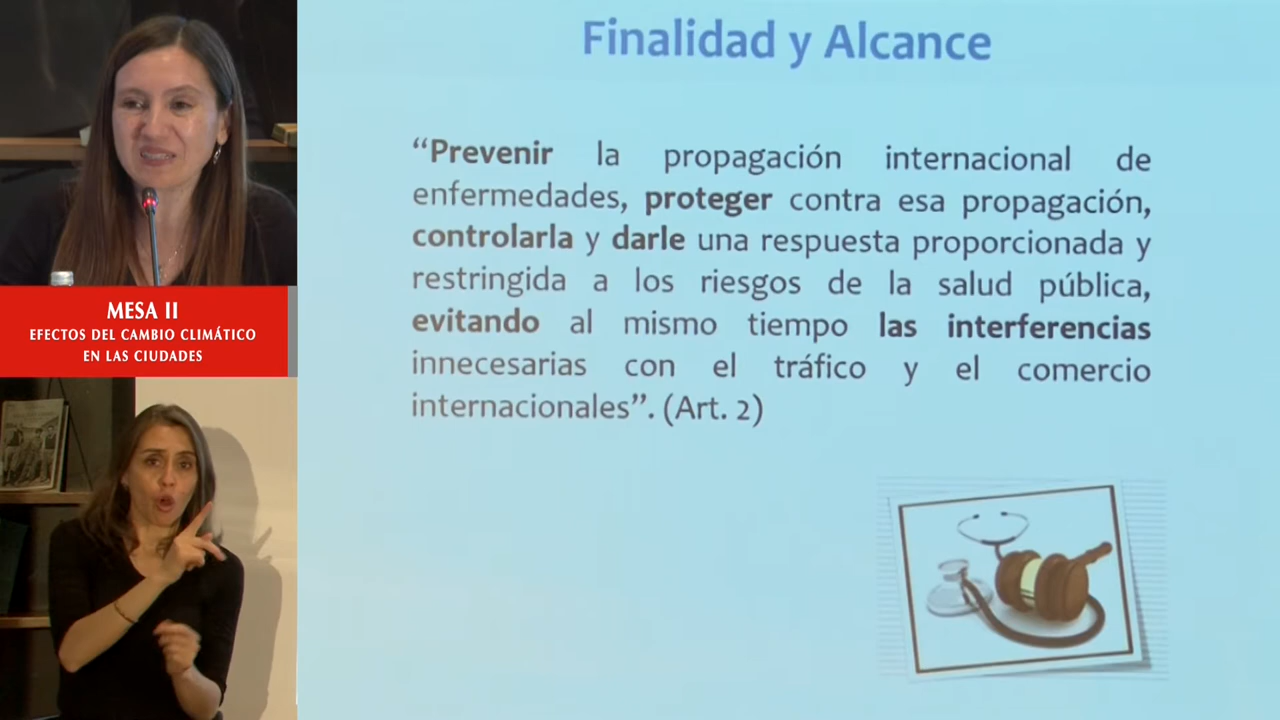 Finalidad y Alcance
“Prevenir la propagación internacional de
enfermedades, proteger contra esa propagación,
controlarla y darle una respuesta proporcionada y
restringida a los riesgos de la salud pública,
evitando al mismo tiempo las interferencias
innecesarias con el tráfico y el comercio
internacionales”. (Art. 2)
MESA II
EFECTOS DEL CAMBIO CLIMÁTICO
EN LAS CIUDADES